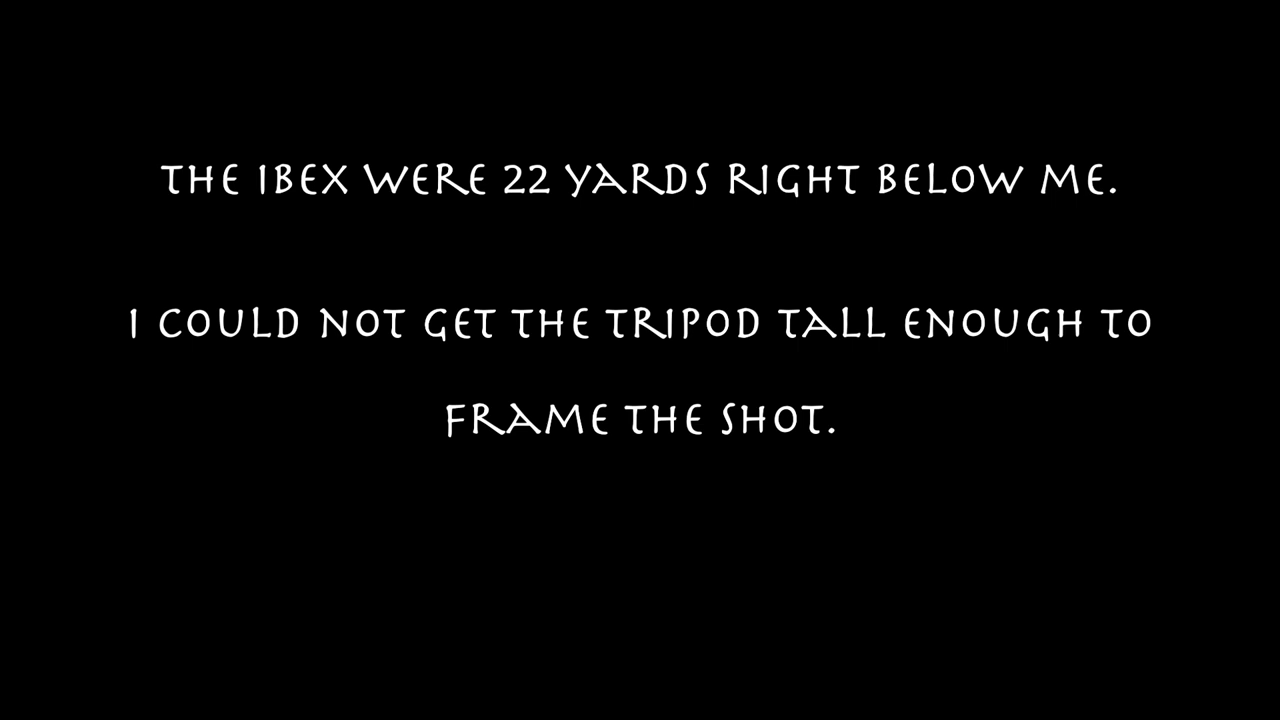 THE IBEX WERE 22 YARDS RIGHT BELOW ME.
I COULD NOT GET THE TRIPOD TALL ENOUGH TO
FRAME THE SHOT.